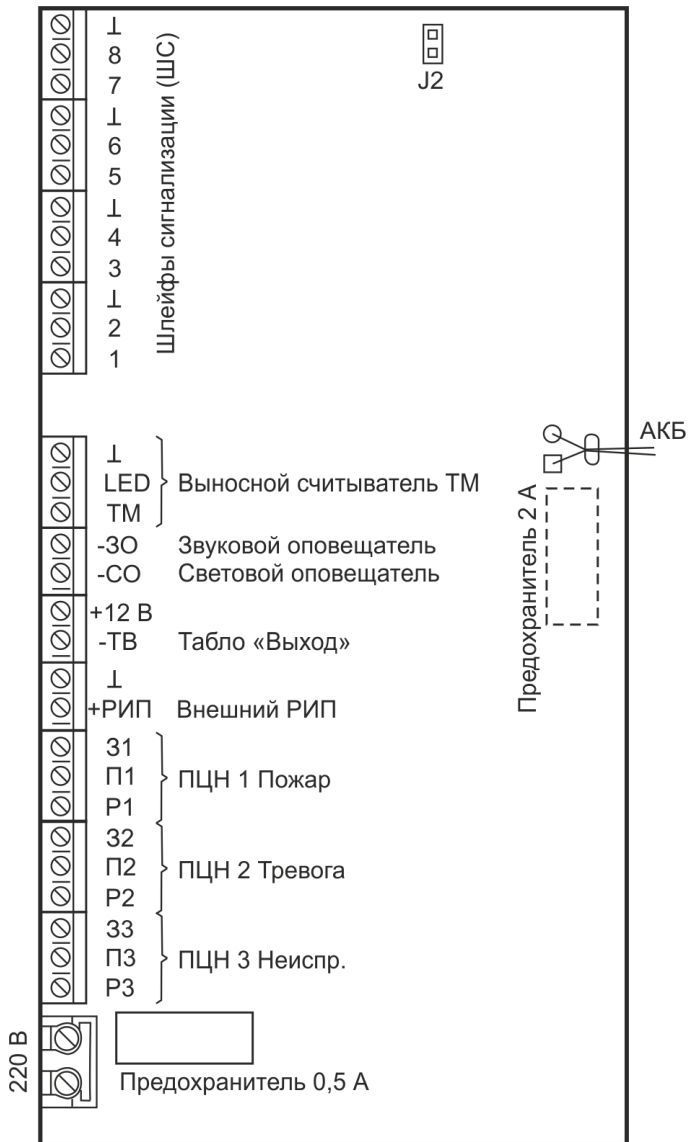 ⊥
8
7
⊥
6
5
⊥
4
3
⊥
2
1
Шлейфы сигнализации (ШС)
J2
АКБ
Предохранитель 2 А
⊥
LED
ТМ
Выносной считыватель ТМ
-ЗО Звуковой оповещатель
-СО Световой оповещатель
+12 В
-ТВ Табло «Выход»
⊥
+РИП Внешний РИП
З1
П1
Р1
ПЦН 1 Пожар
З2
П2
Р2
ПЦН 2 Тревога
З3
П3
Р3
ПЦН 3 Неиспр.
220 В
Предохранитель 0,5 А